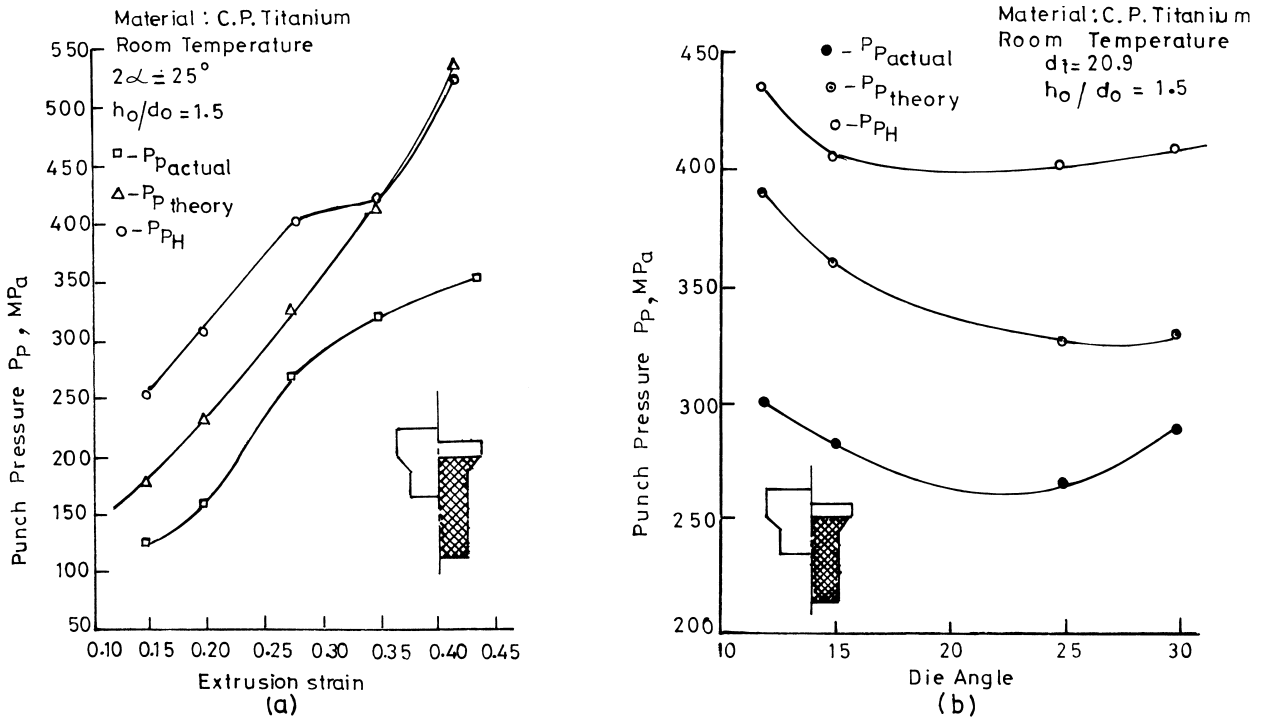 Material : C.P. Titanium
Room Temperature
2α = 25°
h₀/d₀ = 1.5
□ - Pp actual
△ - Pp theory
○ - PpH
550
500
450
400
350
300
250
200
150
100
50
0.10 0.15 0.20 0.25 0.30 0.35 0.40 0.45
Punch Pressure Pp, MPa
Extrusion strain
(a)
Material : C.P. Titanium
Room Temperature
dt = 20.9
h₀/d₀ = 1.5
● - Pp actual
⊙ - Pp theory
○ - PpH
450
400
350
300
250
200
10 15 20 25 30
Punch Pressure Pp, MPa
Die Angle
(b)